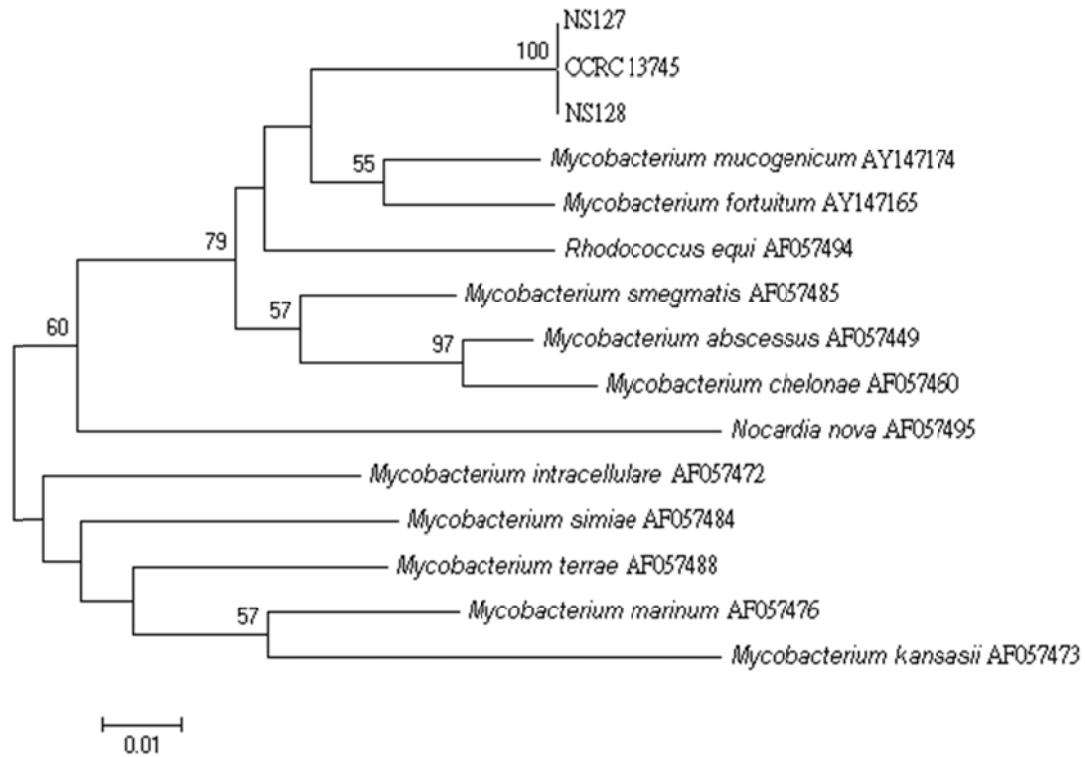 NS127
100
CCRC 13745
NS128
55
Mycobacterium mucogenicum AY147174
Mycobacterium fortuitum AY147165
79
Rhodococcus equi AF057494
57
Mycobacterium smegmatis AF057485
60
97
Mycobacterium abscessus AF057449
Mycobacterium chelonae AF057460
Nocardia nova AF057495
Mycobacterium intracellulare AF057472
Mycobacterium simiae AF057484
Mycobacterium terrae AF057488
57
Mycobacterium marinum AF057476
Mycobacterium kansasii AF057473
0.01